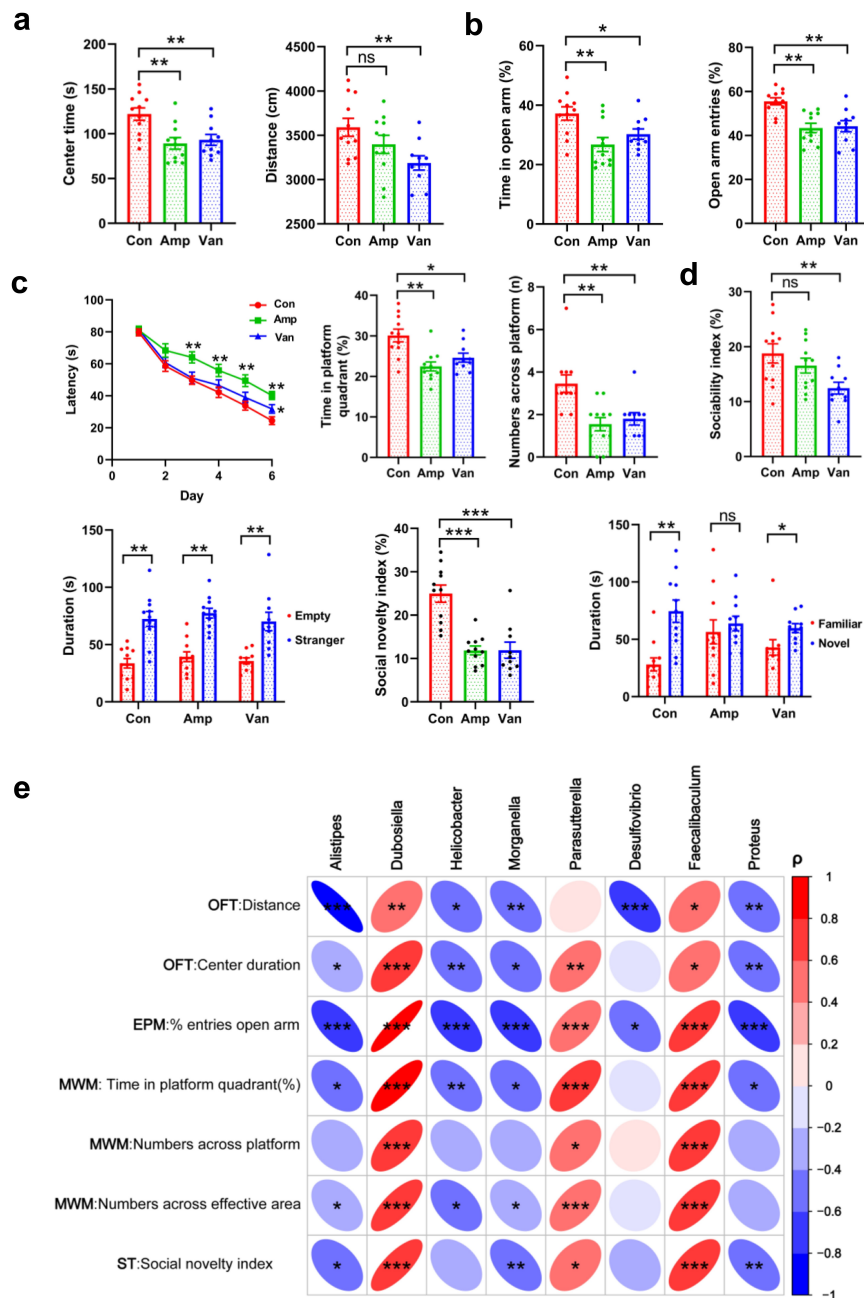 a
Center time (s)
200
150
100
50
0
**
**
Con Amp Van
Distance (cm)
4500
4000
3500
3000
2500
**
ns
Con Amp Van
b
Time in open arm (%)
60
40
20
0
*
**
Con Amp Van
Open arm entries (%)
80
60
40
20
0
**
**
Con Amp Van
c
Latency (s)
100
80
60
40
20
0
0 2 4 6
Day
Con
Amp
Van
**
**
**
**
*
Time in platform
quadrant (%)
40
30
20
10
0
*
**
Con Amp Van
Numbers across platform (n)
8
6
4
2
0
**
**
Con Amp Van
d
Sociability index (%)
30
20
10
0
**
ns
Con Amp Van
Duration (s)
150
100
50
0
**
**
**
Con Amp Van
Empty
Stranger
Social novelty index (%)
40
30
20
10
0
***
***
Con Amp Van
Duration (s)
150
100
50
0
**
ns
*
Con Amp Van
Familiar
Novel
e
Alistipes
Dubosiella
Helicobacter
Morganella
Parasutterella
Desulfovibrio
Faecalibaculum
Proteus
ρ
OFT:Distance *** ** * ** *** * **
OFT:Center duration * *** ** * ** * **
EPM:% entries open arm *** *** *** *** *** * *** ***
MWM: Time in platform quadrant(%) * *** ** * *** *** *
MWM:Numbers across platform *** * ***
MWM:Numbers across effective area * *** * * *** ***
ST:Social novelty index * *** ** * *** **
1
0.8
0.6
0.4
0.2
0
−0.2
−0.4
−0.6
−0.8
−1